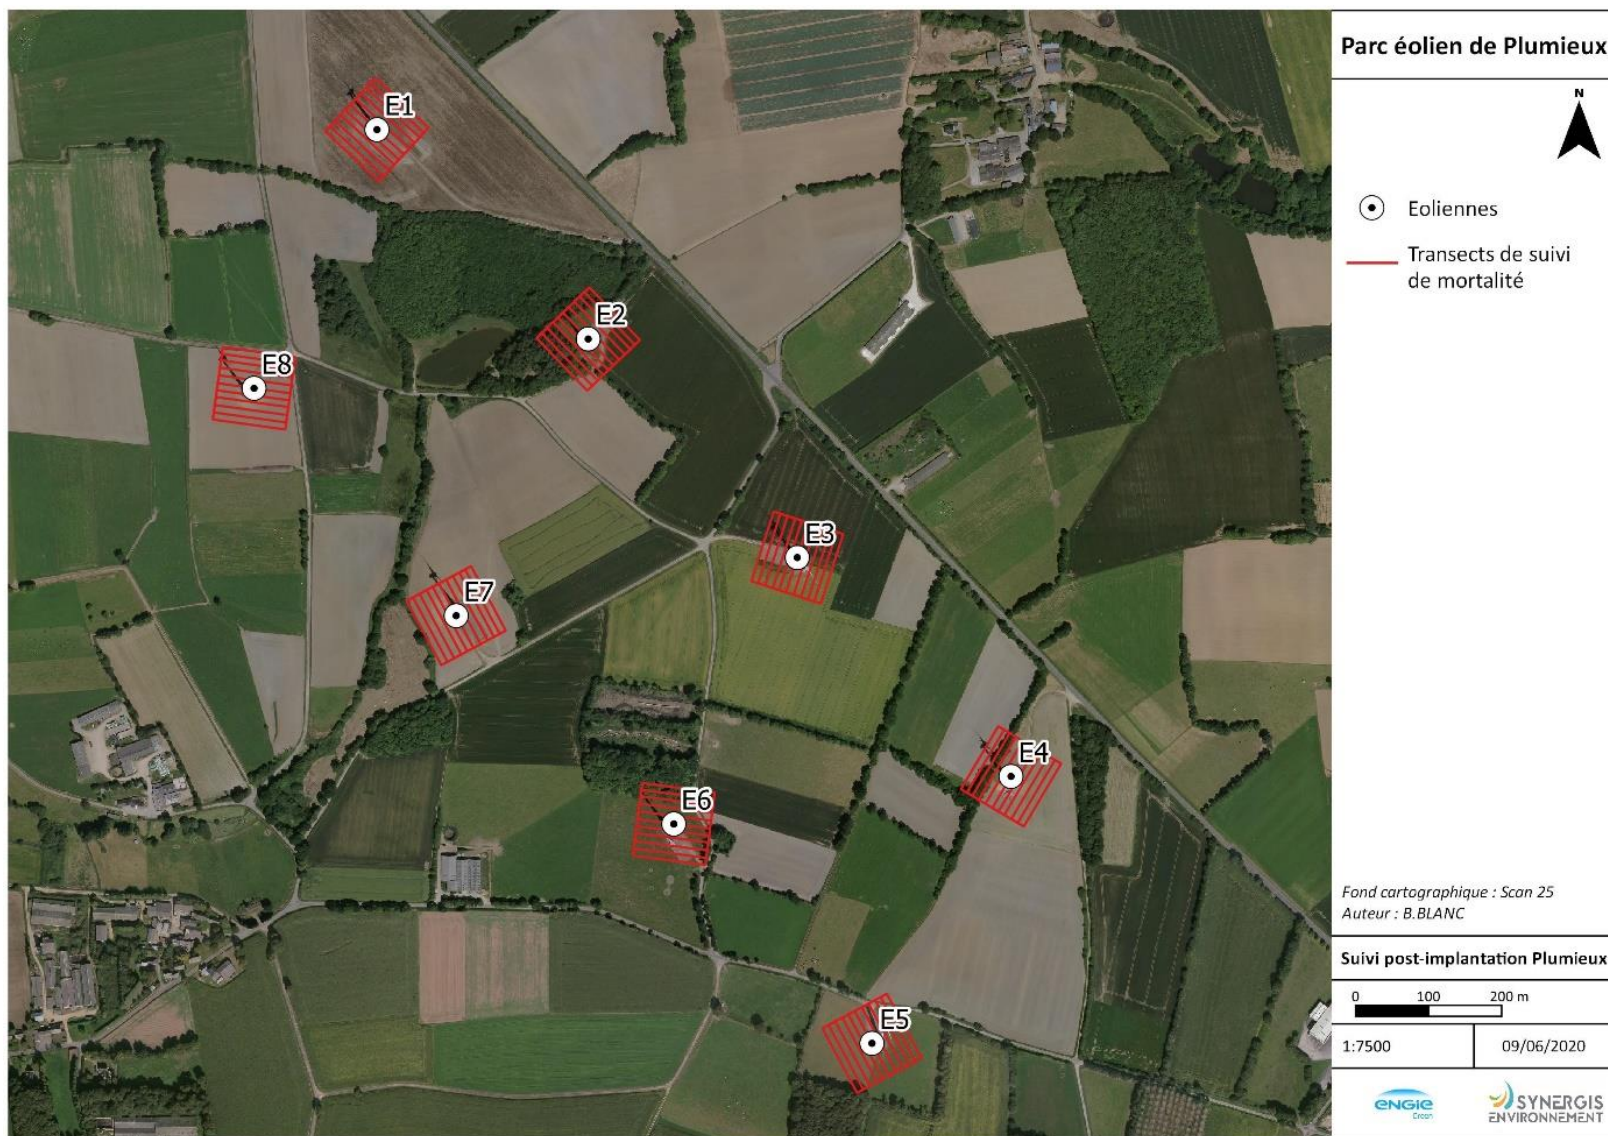 Parc éolien de Plumieux
N
Eoliennes
Transects de suivi
de mortalité
E1
E2
E8
E3
E7
E4
E6
E5
Fond cartographique : Scan 25
Auteur : B.BLANC
Suivi post-implantation Plumieux
0 100 200 m
1:7500 09/06/2020
ENGIE
Green
SYNERGIS
ENVIRONNEMENT